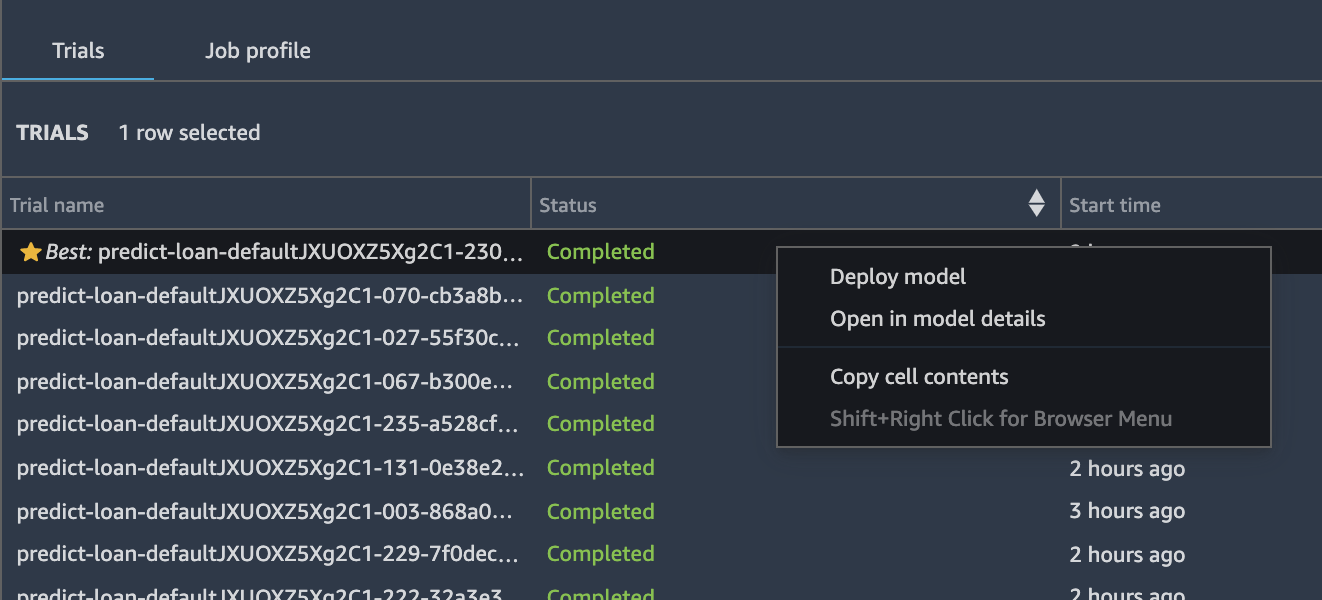 Trials Job profile
TRIALS 1 row selected
Trial name Status Start time
Best: predict-loan-defaultJXUOXZ5Xg2C1-230... Completed
Deploy model
predict-loan-defaultJXUOXZ5Xg2C1-070-cb3a8b... Completed
Open in model details
predict-loan-defaultJXUOXZ5Xg2C1-027-55f30c... Completed
predict-loan-defaultJXUOXZ5Xg2C1-067-b300e... Completed
Copy cell contents
predict-loan-defaultJXUOXZ5Xg2C1-235-a528cf... Completed
Shift+Right Click for Browser Menu
predict-loan-defaultJXUOXZ5Xg2C1-131-0e38e2... Completed 2 hours ago
predict-loan-defaultJXUOXZ5Xg2C1-003-868a0... Completed 3 hours ago
predict-loan-defaultJXUOXZ5Xg2C1-229-7f0dec... Completed 2 hours ago
predict-loan-defaultJXUOXZ5Xg2C1-222-32a3e3... Completed 2 hours ago